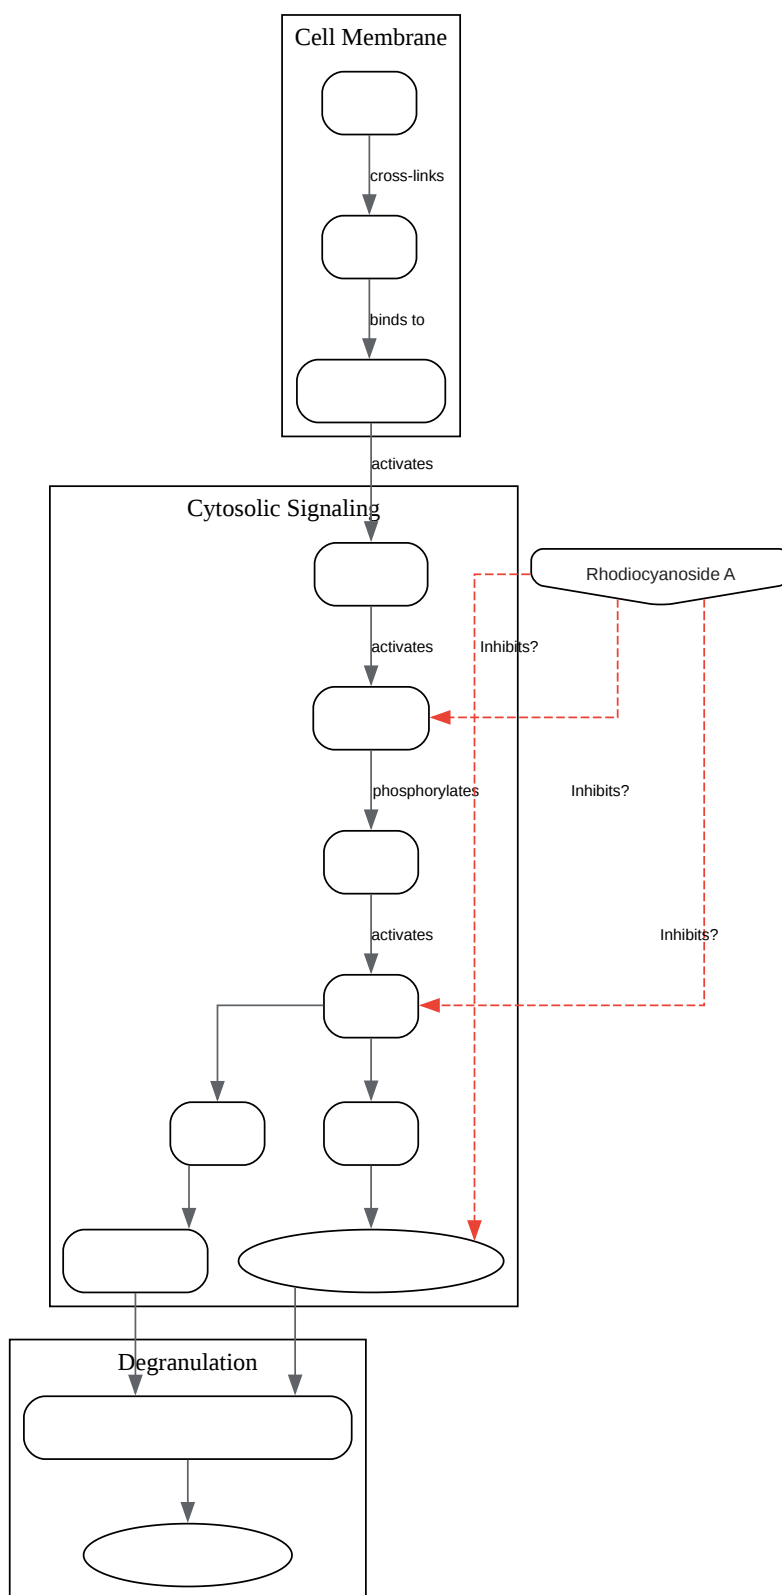 Cell Membrane
cross-links
binds to
activates
Cytosolic Signaling
Rhodiocyanoside A
activates
Inhibits?
phosphorylates
Inhibits?
activates
Inhibits?
Degranulation